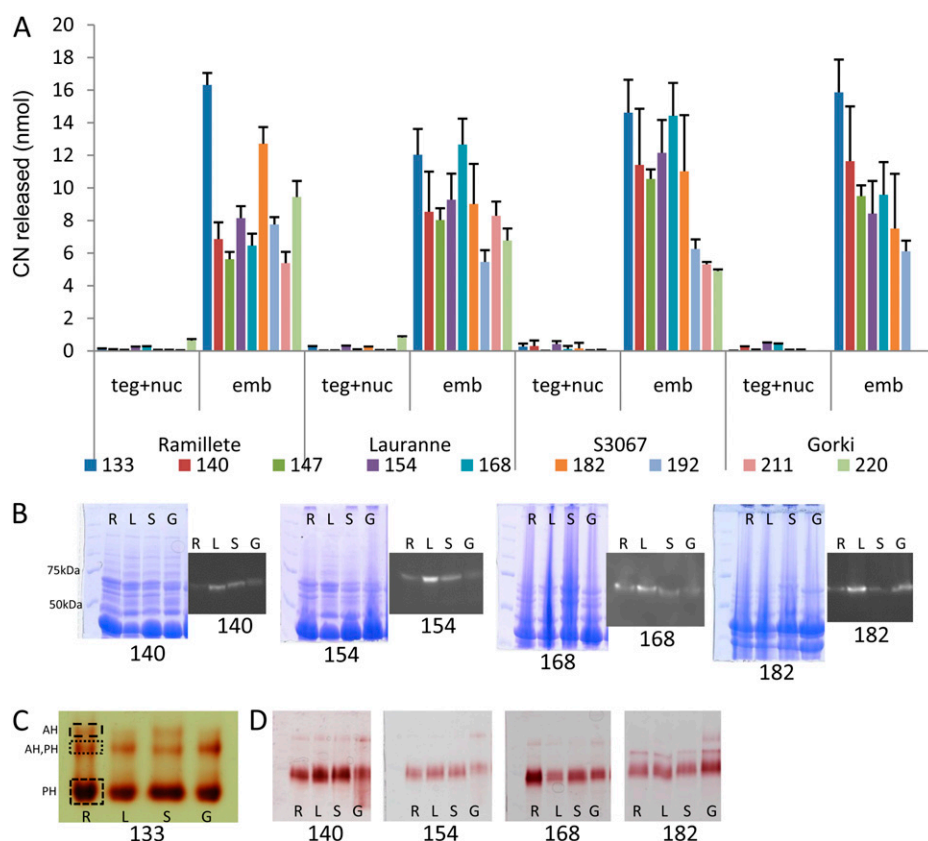 A
CN released (nmol)
20
18
16
14
12
10
8
6
4
2
0
teg+nuc emb teg+nuc emb teg+nuc emb teg+nuc emb
Ramillete Lauranne S3067 Gorki
133 140 147 154 168 182 192 211 220
B
R L S G R L S G R L S G R L S G R L S G R L S G R L S G R L S G
75kDa
50kDa
140 140 154 154 168 168 182 182
C
AH
AH,PH
PH
R L S G
133
D
R L S G R L S G R L S G R L S G
140 154 168 182